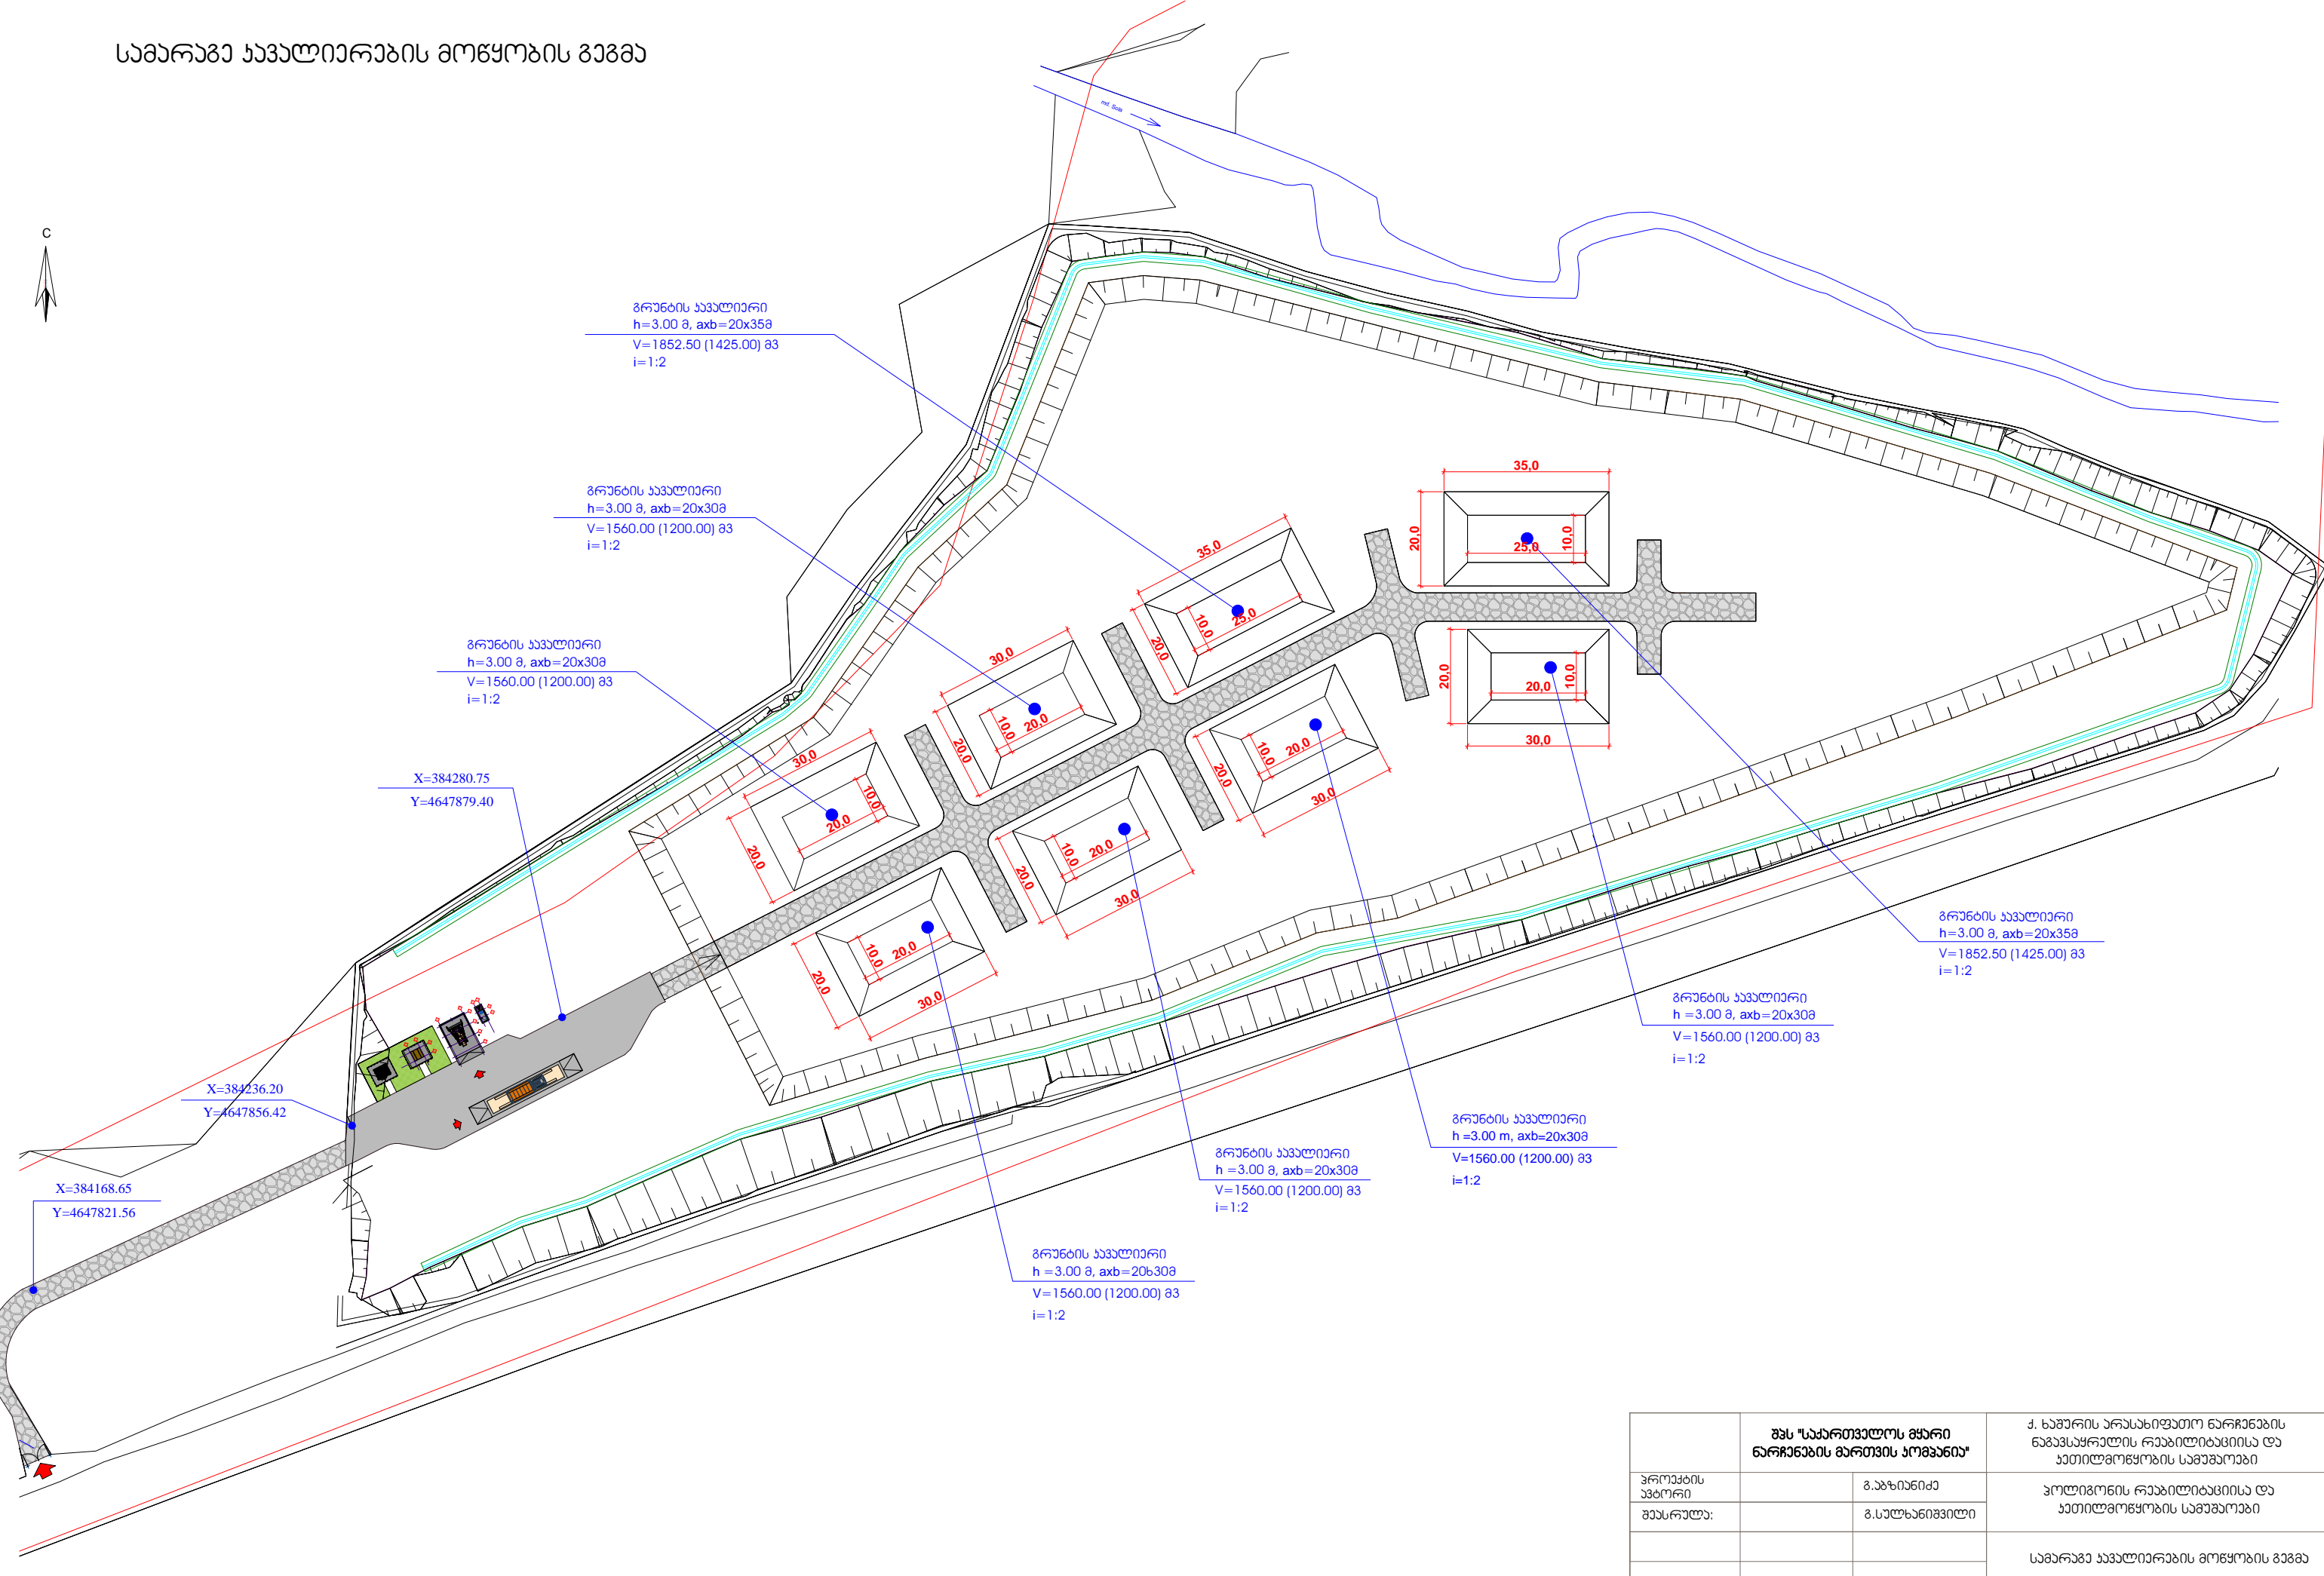 სამარაგე კავალიერების მოწყობის გეგმა
C
md. Sola
გრუნტის კავალიერი
h=3.00 მ, axb=20x35მ
V=1852.50 (1425.00) მ3
i=1:2
გრუნტის კავალიერი
h=3.00 მ, axb=20x30მ
V=1560.00 (1200.00) მ3
i=1:2
გრუნტის კავალიერი
h=3.00 მ, axb=20x30მ
V=1560.00 (1200.00) მ3
i=1:2
X=384280.75
Y=4647879.40
X=384236.20
Y=4647856.42
X=384168.65
Y=4647821.56
35,0
20,0
25,0
10,0
20,0
20,0
10,0
30,0
35,0
20,0
10,0
25,0
30,0
20,0
10,0
20,0
30,0
20,0
10,0
20,0
20,0
10,0
20,0
30,0
20,0
10,0
20,0
30,0
20,0
10,0
20,0
30,0
გრუნტის კავალიერი
h=3.00 მ, axb=20x35მ
V=1852.50 (1425.00) მ3
i=1:2
გრუნტის კავალიერი
h =3.00 მ, axb=20x30მ
V=1560.00 (1200.00) მ3
i=1:2
გრუნტის კავალიერი
h =3.00 m, axb=20x30მ
V=1560.00 (1200.00) მ3
i=1:2
გრუნტის კავალიერი
h =3.00 მ, axb=20x30მ
V=1560.00 (1200.00) მ3
i=1:2
გრუნტის კავალიერი
h =3.00 მ, axb=20ხ30მ
V=1560.00 (1200.00) მ3
i=1:2
შპს "საქართველოს მყარი
ნარჩენების მართვის კომპანია"
ქ. ხაშურის არასახიფათო ნარჩენების
ნაგავსაყრელის რეაბილიტაციისა და
კეთილმოწყობის სამუშაოები
პროექტის
ავტორი
გ.აბზიანიძე
პოლიგონის რეაბილიტაციისა და
კეთილმოწყობის სამუშაოები
შეასრულა:
გ.სულხანიშვილი
სამარაგე კავალიერების მოწყობის გეგმა